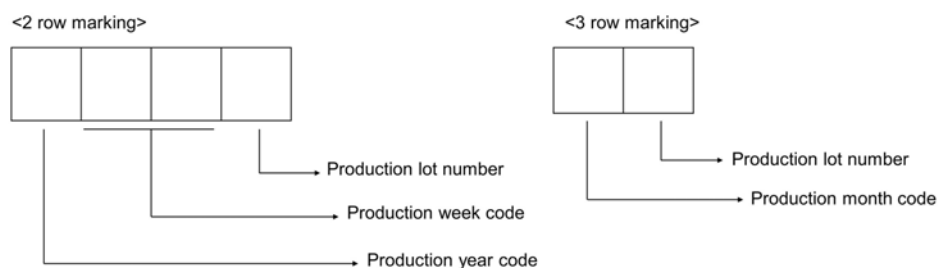 <2 row marking>
<3 row marking>
Production lot number
Production week code
Production year code
Production lot number
Production month code